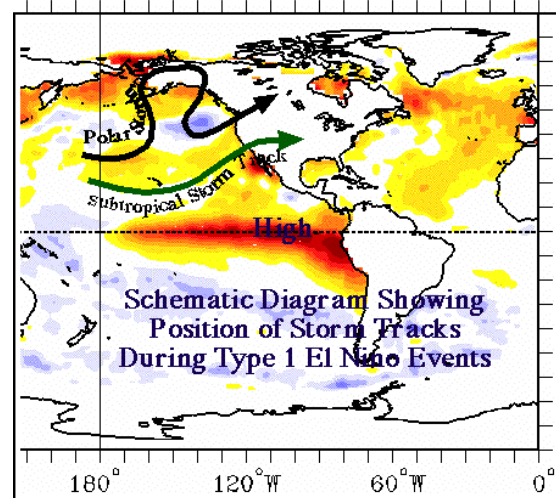 Polar Storm Track
Subtropical Storm Track
High
Schematic Diagram Showing
Position of Storm Tracks
During Type 1 El Nino Events
180° 120°W 60°W 0°